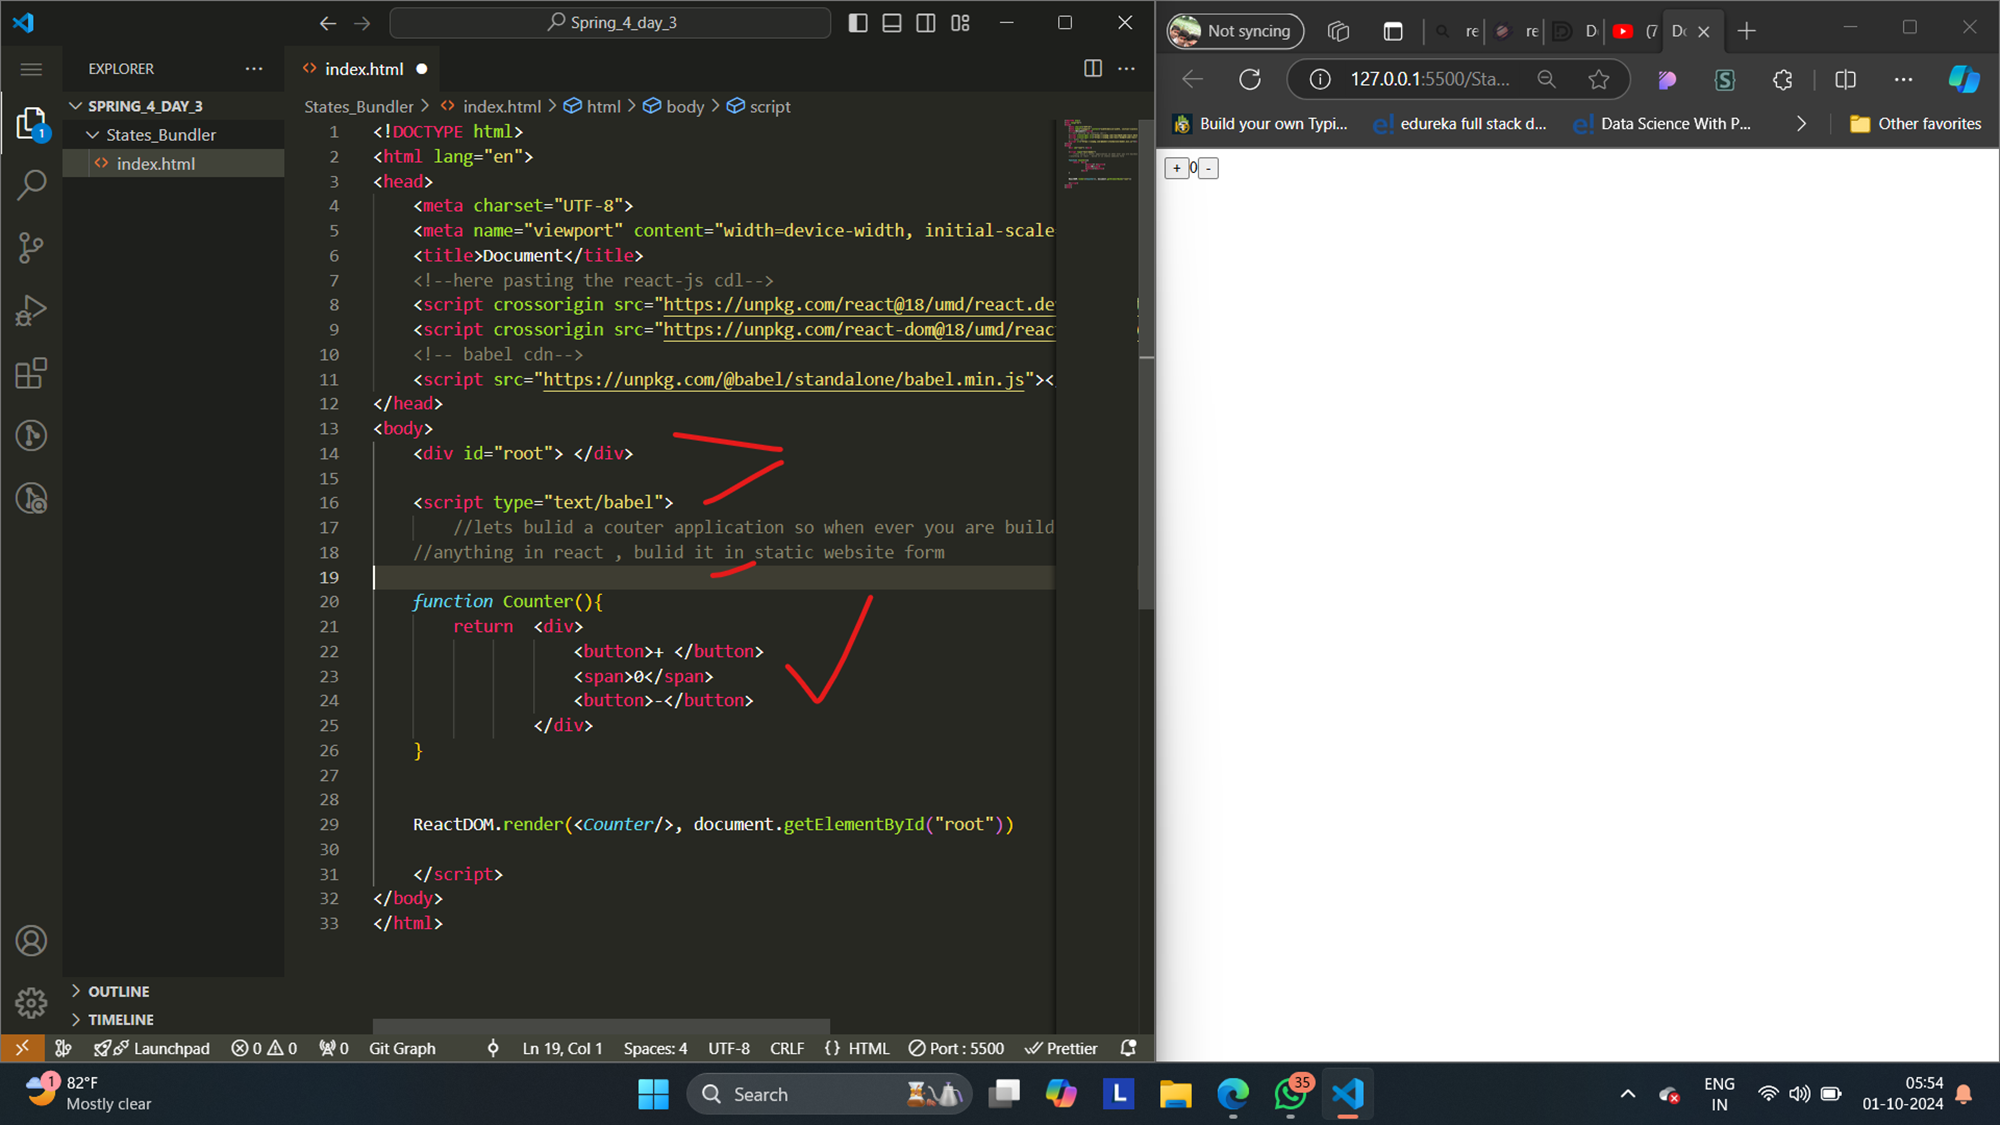 Spring_4_day_3
EXPLORER
SPRING_4_DAY_3
States_Bundler
index.html
1
index.html
States_Bundler > index.html > html > body > script
1 <!DOCTYPE html>
2 <html lang="en">
3 <head>
4 <meta charset="UTF-8">
5 <meta name="viewport" content="width=device-width, initial-scale
6 <title>Document</title>
7 <!--here pasting the react-js cdl-->
8 <script crossorigin src="https://unpkg.com/react@18/umd/react.de
9 <script crossorigin src="https://unpkg.com/react-dom@18/umd/reac
10 <!-- babel cdn-->
11 <script src="https://unpkg.com/@babel/standalone/babel.min.js"><
12 </head>
13 <body>
14 <div id="root"> </div>
15
16 <script type="text/babel">
17 //lets bulid a couter application so when ever you are build
18 //anything in react , bulid it in static website form
19
20 function Counter(){
21 return <div>
22 <button>+ </button>
23 <span>0</span>
24 <button>-</button>
25 </div>
26 }
27
28
29 ReactDOM.render(<Counter/>, document.getElementById("root"))
30
31 </script>
32 </body>
33 </html>
OUTLINE
TIMELINE
Launchpad 0 0 0 Git Graph Ln 19, Col 1 Spaces: 4 UTF-8 CRLF {} HTML Port : 5500 Prettier
Not syncing re re D (7 Do
127.0.0.1:5500/Sta...
Build your own Typi... edureka full stack d... Data Science With P... Other favorites
+ 0 -
1 82°F
Mostly clear
Search
L
35
ENG
IN
05:54
01-10-2024